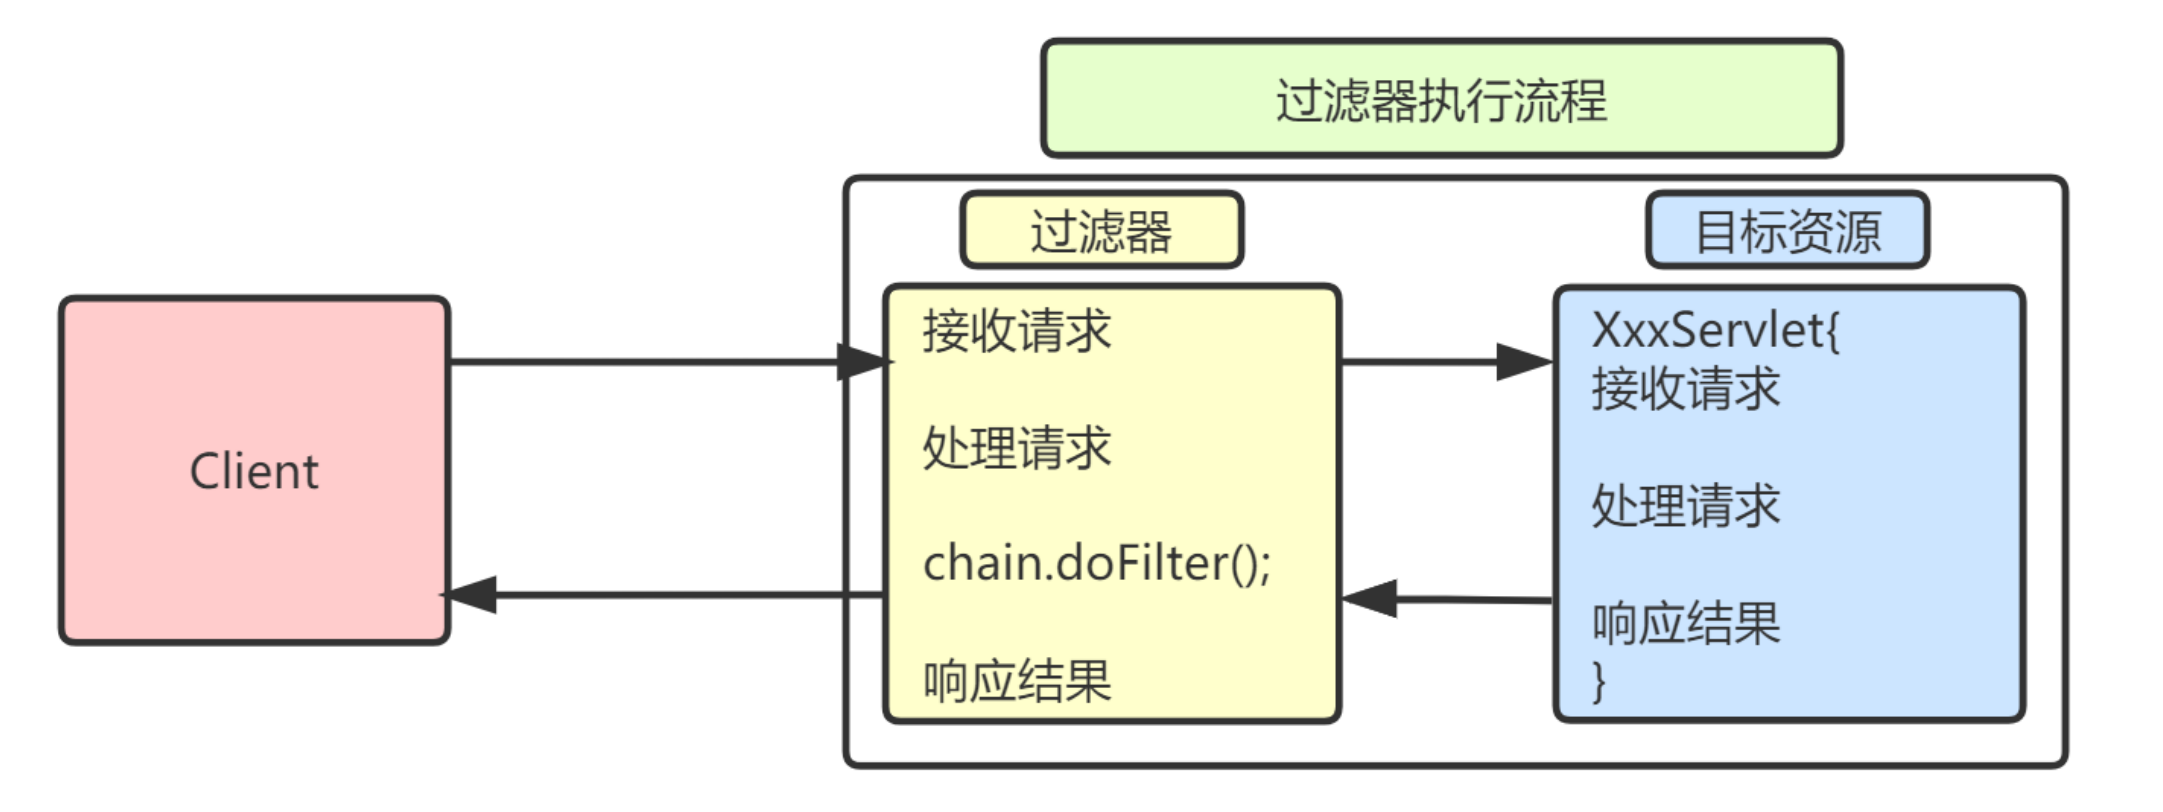 过滤器执行流程
过滤器
目标资源
Client
接收请求
处理请求
chain.doFilter();
响应结果
XxxServlet{
接收请求
处理请求
响应结果
}